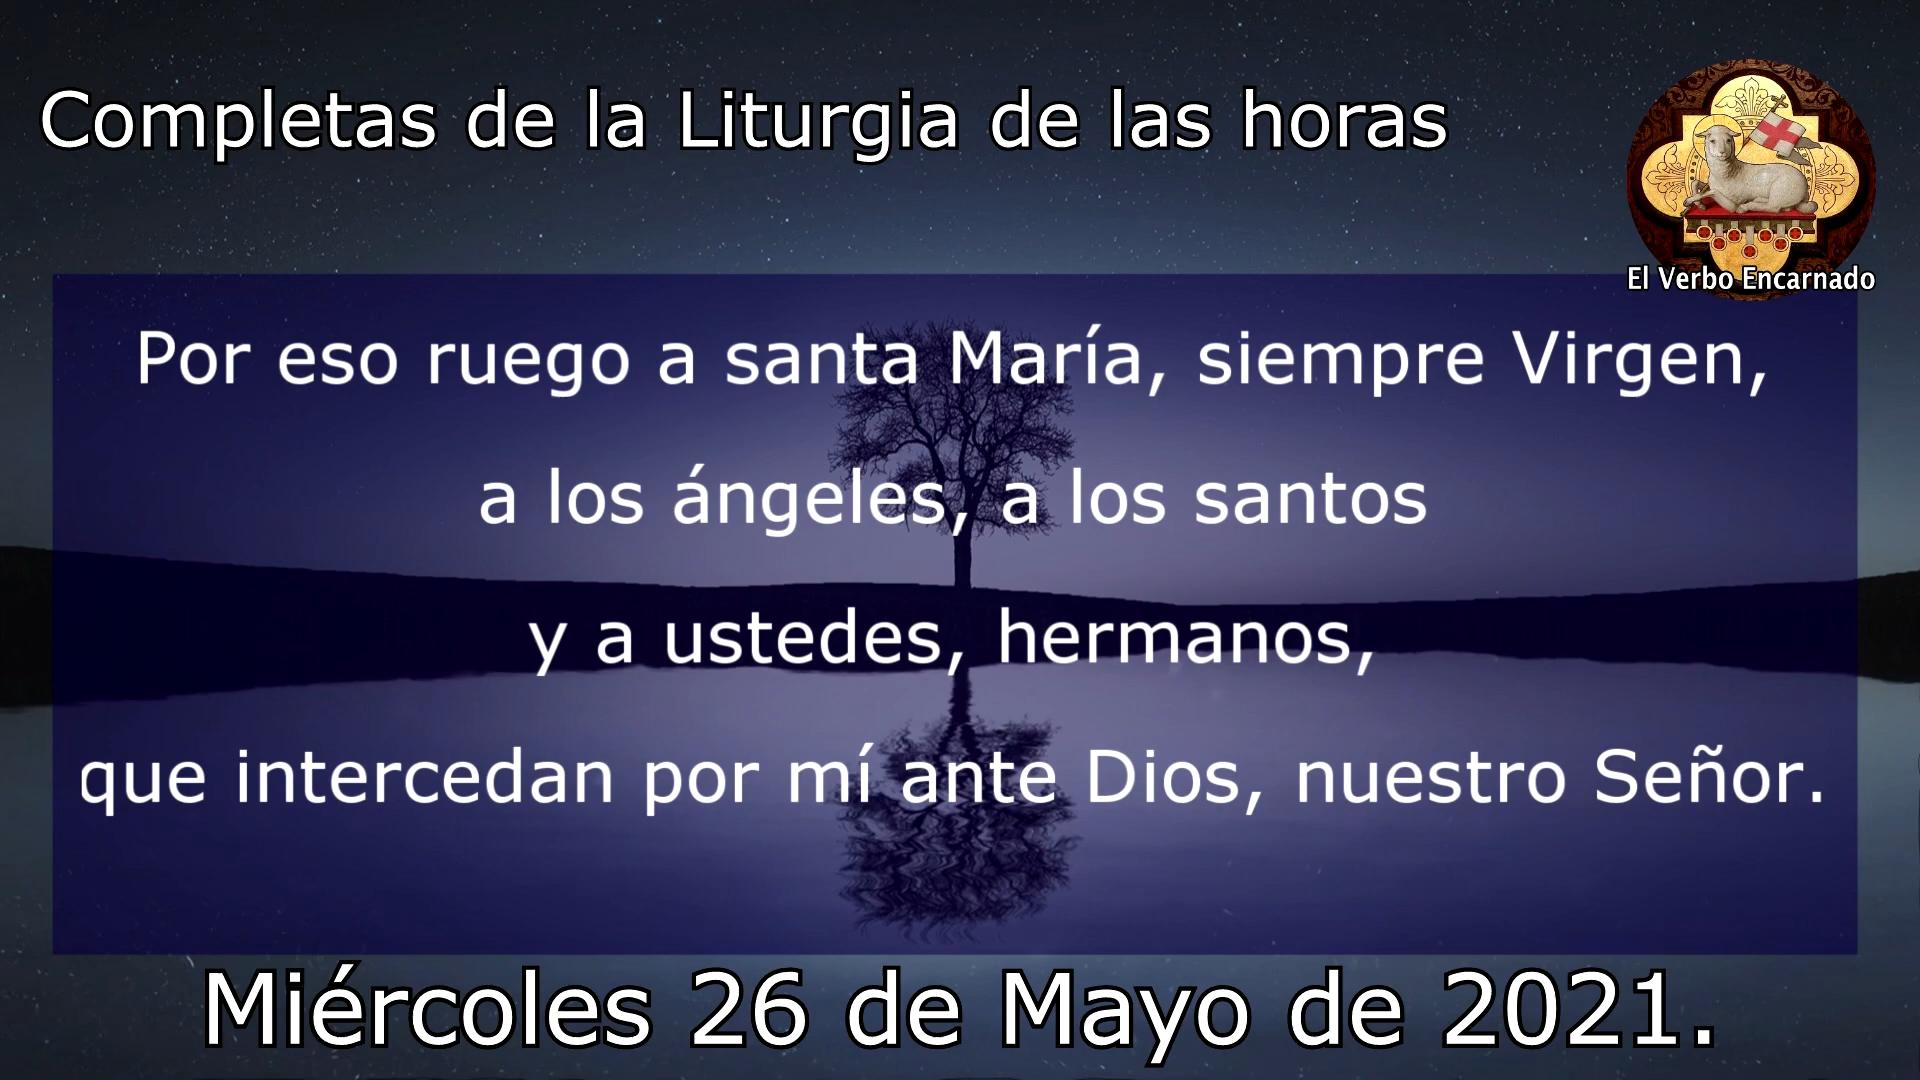 Completas de la Liturgia de las horas
El Verbo Encarnado
Por eso ruego a santa María, siempre Virgen,
a los ángeles, a los santos
y a ustedes, hermanos,
que intercedan por mí ante Dios, nuestro Señor.
Miércoles 26 de Mayo de 2021.